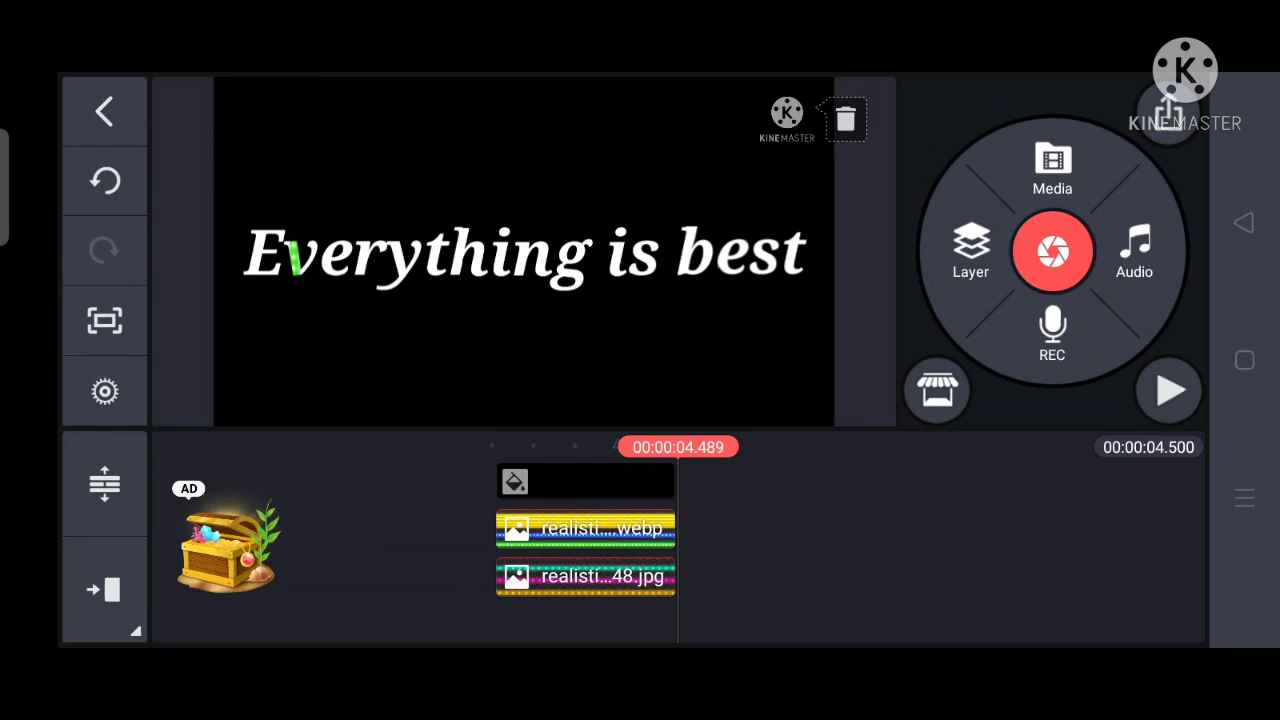 KINEMASTER
KINEMASTER
Everything is best
Media
Layer
Audio
REC
00:00:04.489
00:00:04.500
AD
realisti....webp
realisti...48.jpg